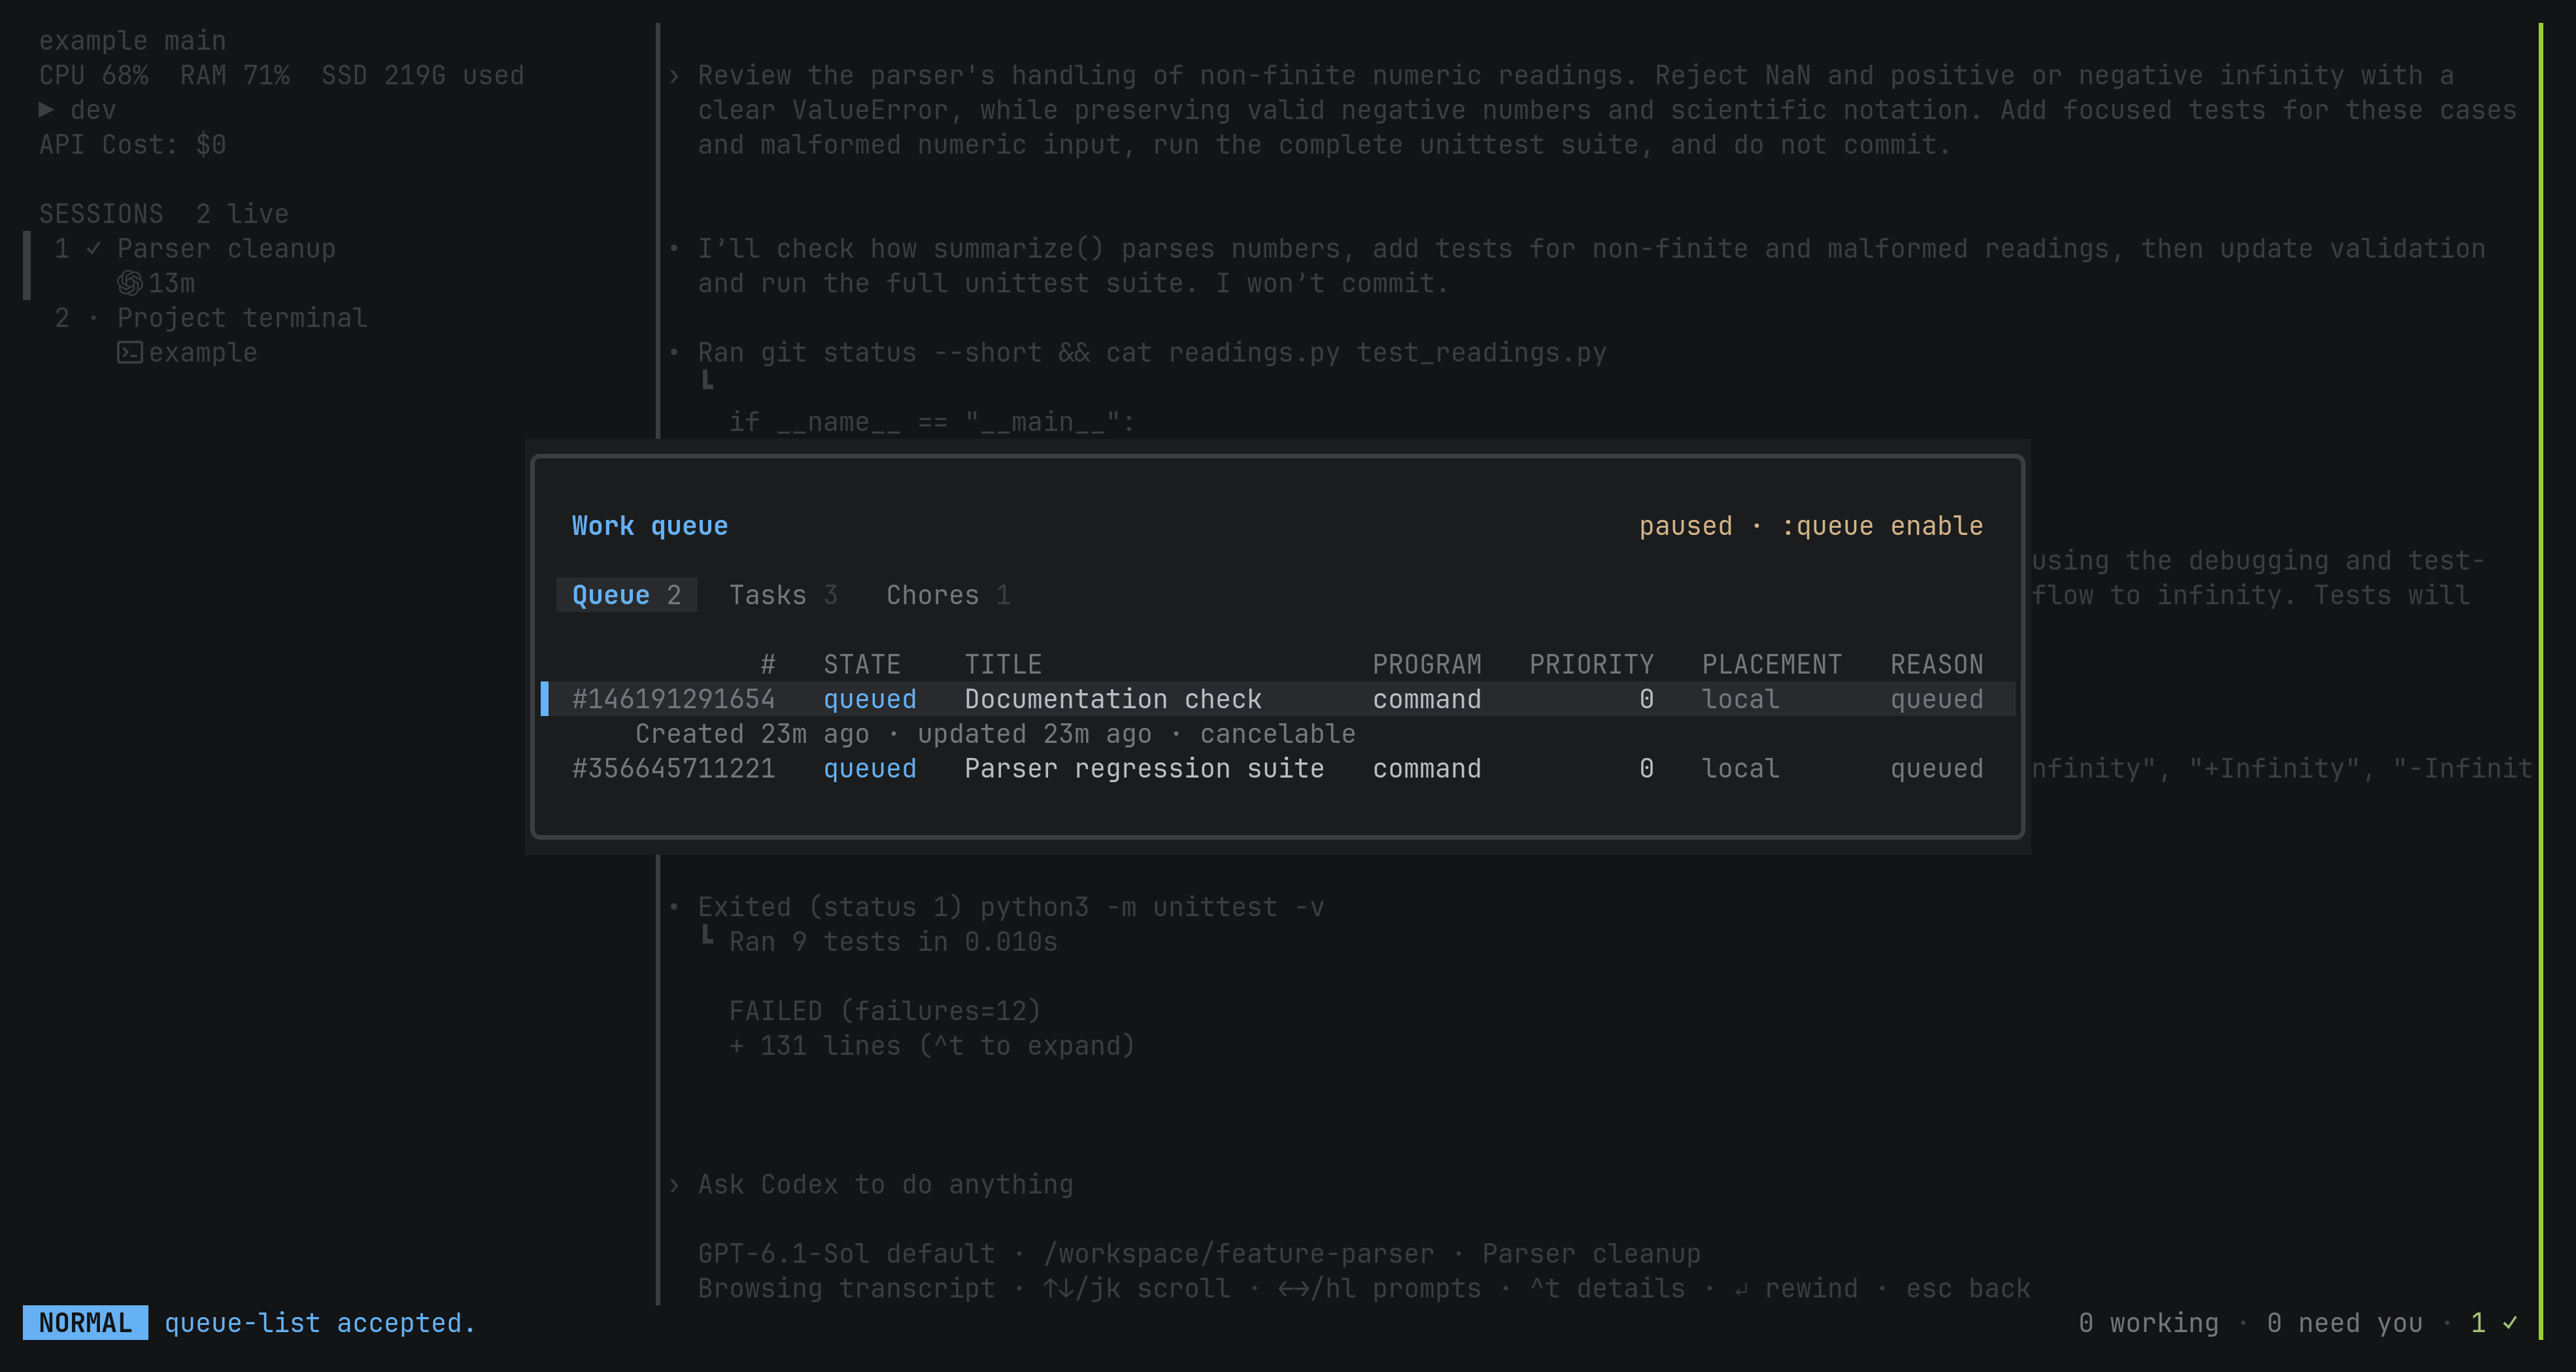 example main
CPU 68%  RAM 71%  SSD 219G used
▶ dev
API Cost: $0
SESSIONS  2 live
1 ✓ Parser cleanup
13m
2 · Project terminal
example
› Review the parser's handling of non-finite numeric readings. Reject NaN and positive or negative infinity with a
clear ValueError, while preserving valid negative numbers and scientific notation. Add focused tests for these cases
and malformed numeric input, run the complete unittest suite, and do not commit.
• I’ll check how summarize() parses numbers, add tests for non-finite and malformed readings, then update validation
and run the full unittest suite. I won’t commit.
• Ran git status --short && cat readings.py test_readings.py
└
if __name__ == "__main__":
Work queue  paused · :queue enable
using the debugging and test-
Queue 2  Tasks 3  Chores 1
flow to infinity. Tests will
#  STATE  TITLE  PROGRAM  PRIORITY  PLACEMENT  REASON
#146191291654  queued  Documentation check  command  0  local  queued
Created 23m ago · updated 23m ago · cancelable
#356645711221  queued  Parser regression suite  command  0  local  queued
nfinity", "+Infinity", "-Infinit
• Exited (status 1) python3 -m unittest -v
└ Ran 9 tests in 0.010s
FAILED (failures=12)
+ 131 lines (^t to expand)
› Ask Codex to do anything
GPT-6.1-Sol default · /workspace/feature-parser · Parser cleanup
Browsing transcript · ↑↓/jk scroll · ←→/hl prompts · ^t details · ↵ rewind · esc back
NORMAL  queue-list accepted.  0 working · 0 need you · 1 ✓